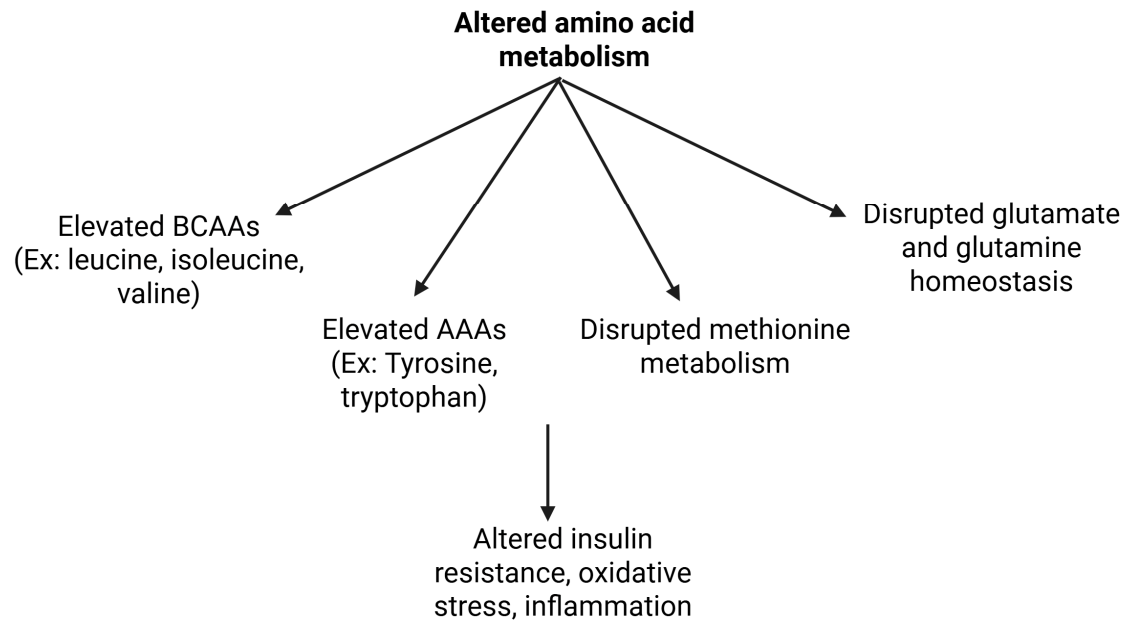 Altered amino acid
metabolism
Elevated BCAAs
(Ex: leucine, isoleucine,
valine)
Elevated AAAs
(Ex: Tyrosine,
tryptophan)
Disrupted methionine
metabolism
Disrupted glutamate
and glutamine
homeostasis
Altered insulin
resistance, oxidative
stress, inflammation